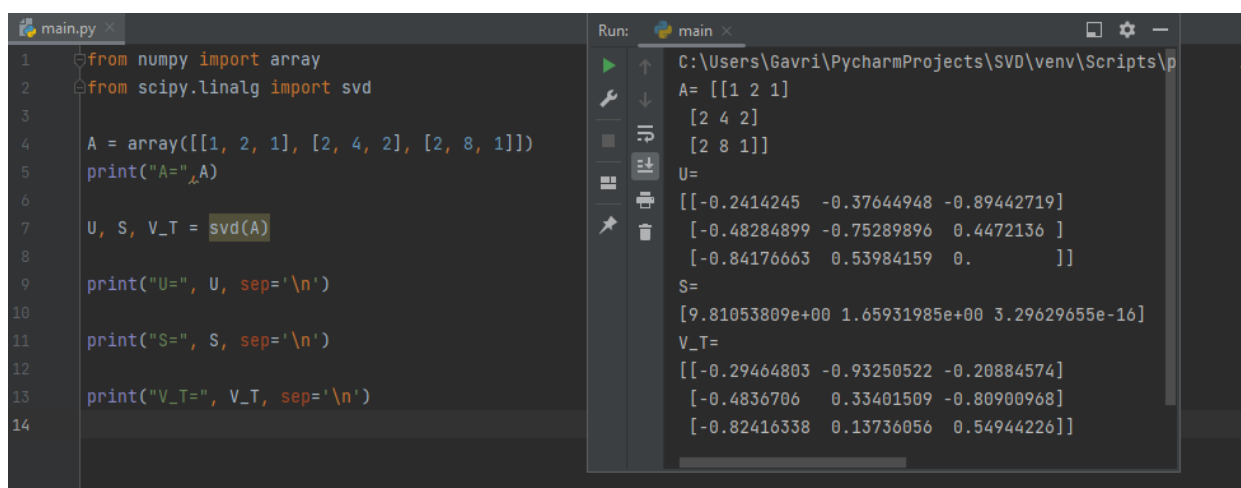 main.py
1 from numpy import array
2 from scipy.linalg import svd
3
4 A = array([[1, 2, 1], [2, 4, 2], [2, 8, 1]])
5 print("A=",A)
6
7 U, S, V_T = svd(A)
8
9 print("U=", U, sep='\n')
10
11 print("S=", S, sep='\n')
12
13 print("V_T=", V_T, sep='\n')
14
Run: main
C:\Users\Gavri\PycharmProjects\SVD\venv\Scripts\p
A= [[1 2 1]
 [2 4 2]
 [2 8 1]]
U=
[[-0.2414245  -0.37644948 -0.89442719]
 [-0.48284899 -0.75289896  0.4472136 ]
 [-0.84176663  0.53984159  0.        ]]
S=
[9.81053809e+00 1.65931985e+00 3.29629655e-16]
V_T=
[[-0.29464803 -0.93250522 -0.20884574]
 [-0.4836706   0.33401509 -0.80900968]
 [-0.82416338  0.13736056  0.54944226]]